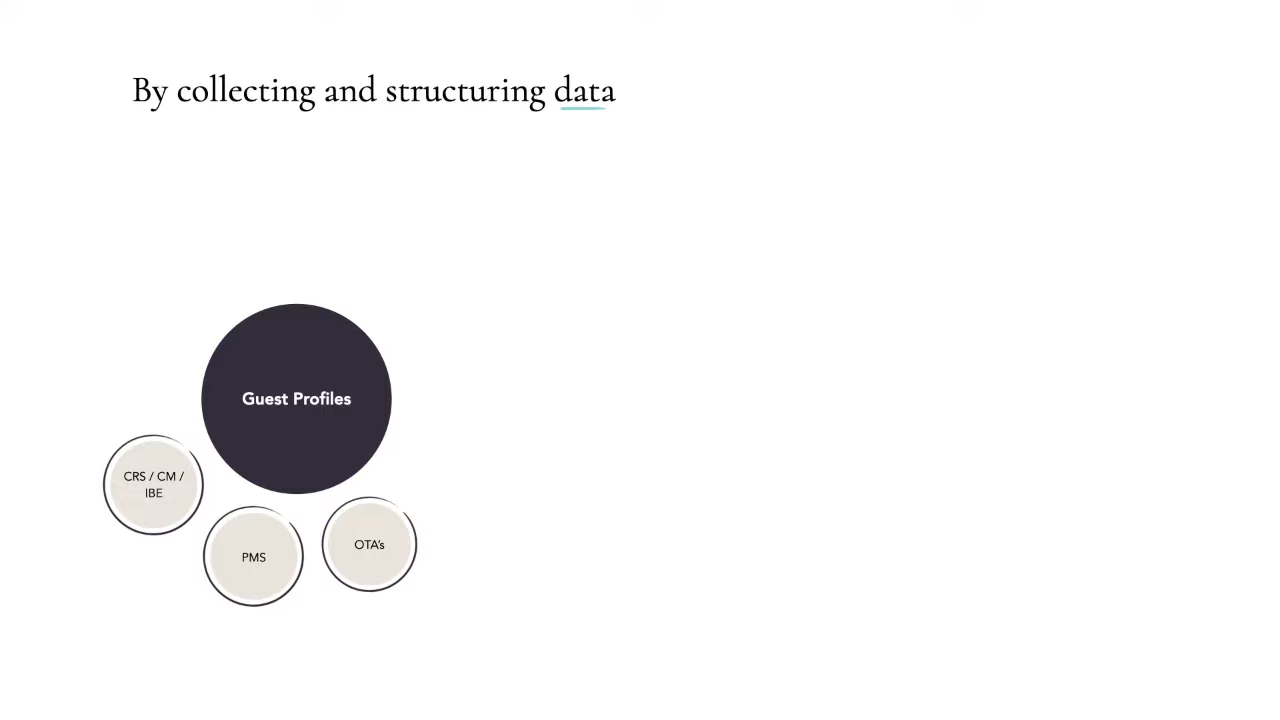 By collecting and structuring data
Guest Profiles
CRS / CM /
IBE
PMS
OTA's